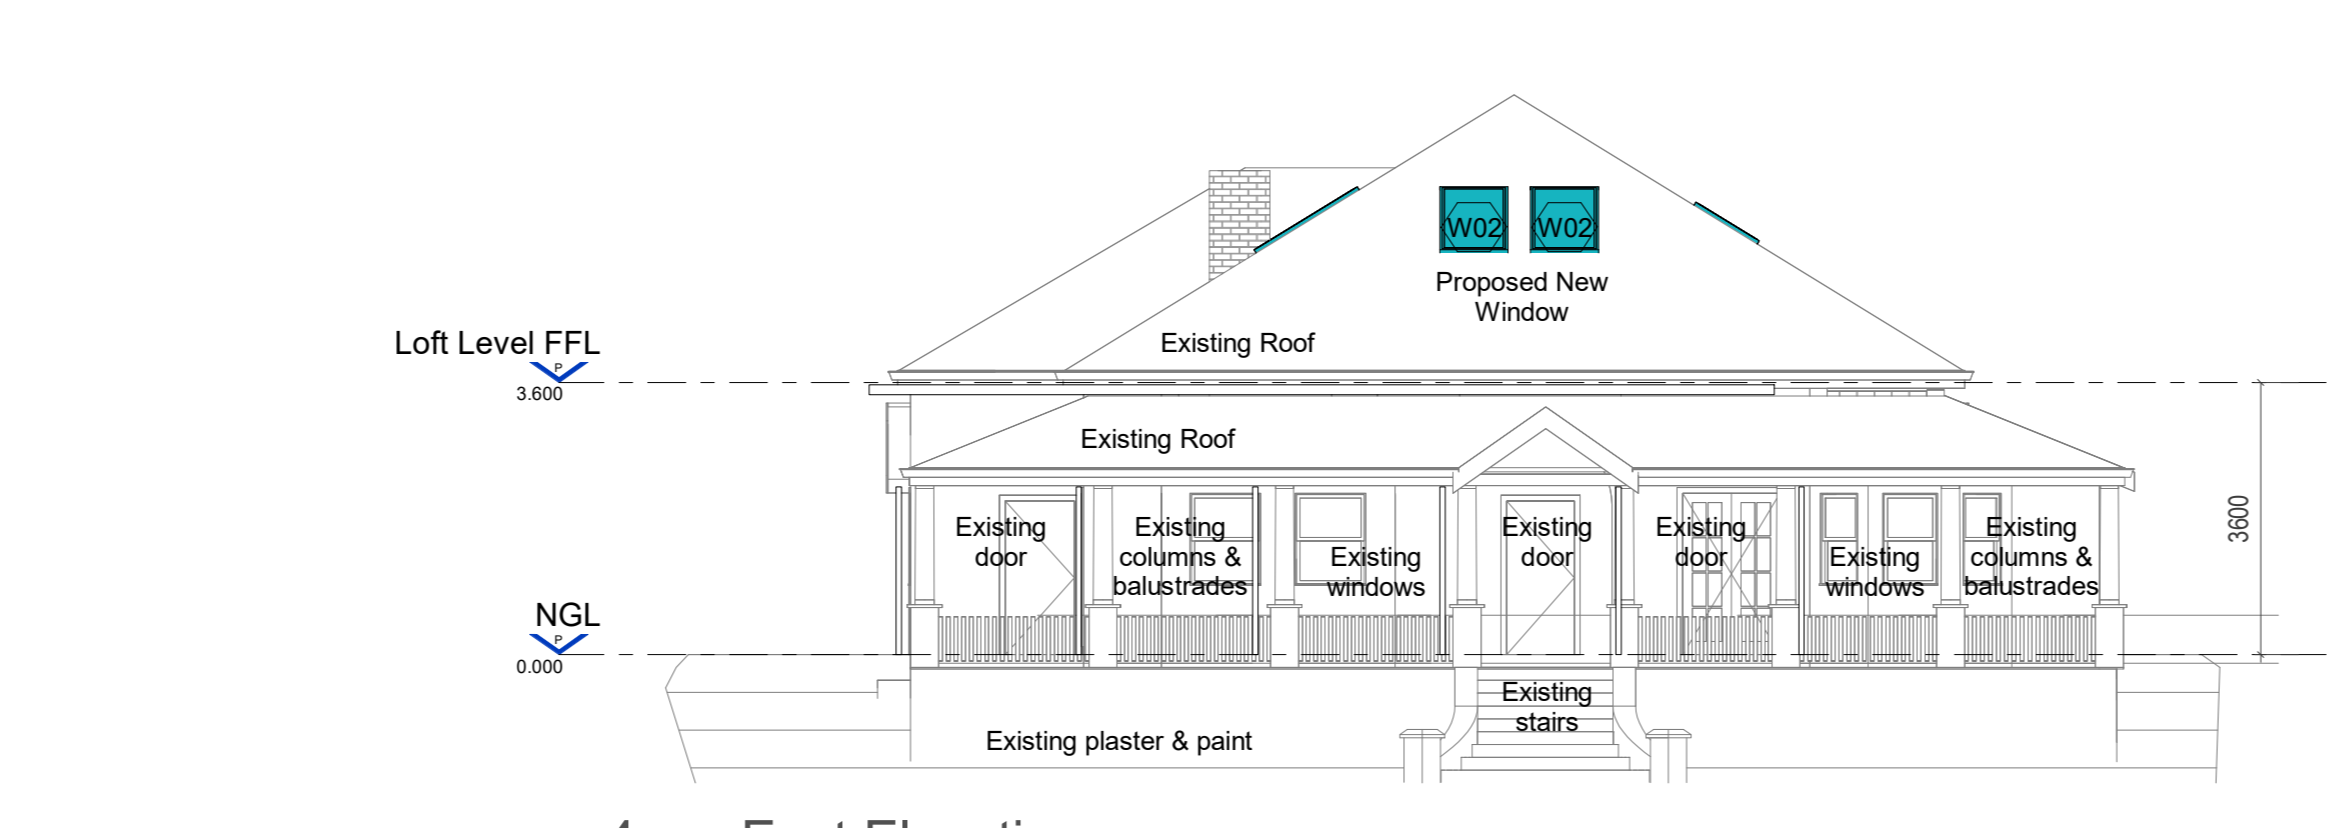 W02 W02
Proposed New
Window
Loft Level FFL
P
3.600
Existing Roof
Existing Roof
Existing
door
Existing
columns &
balustrades
Existing
windows
Existing
door
Existing
door
Existing
windows
Existing
columns &
balustrades
3600
NGL
P
0.000
Existing
stairs
Existing plaster & paint